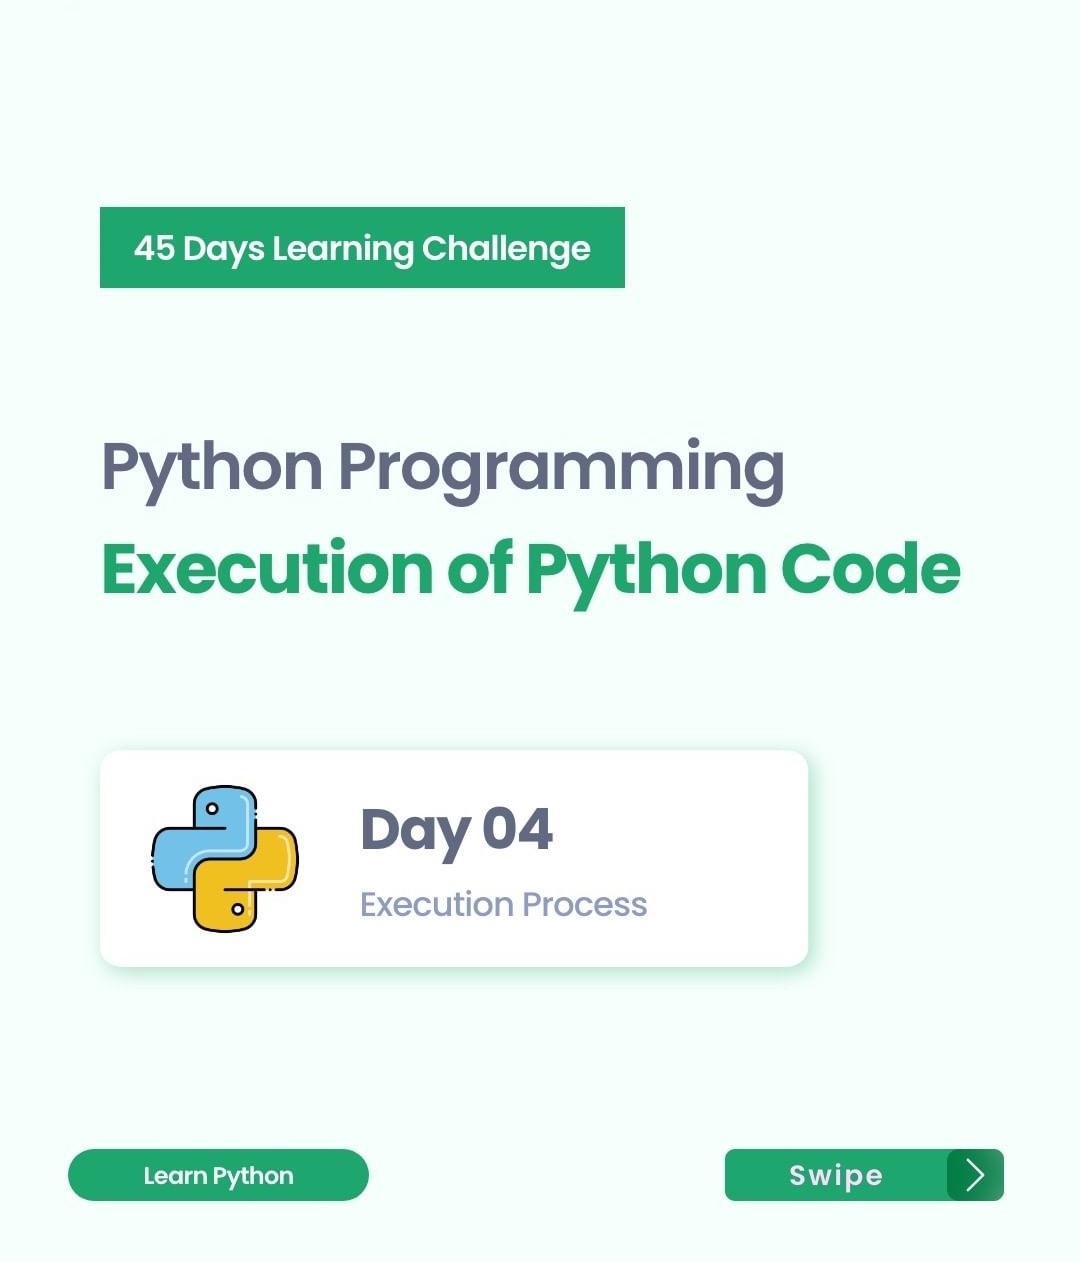 45 Days Learning Challenge
Python Programming
Execution of Python Code
Day 04
Execution Process
Learn Python
Swipe